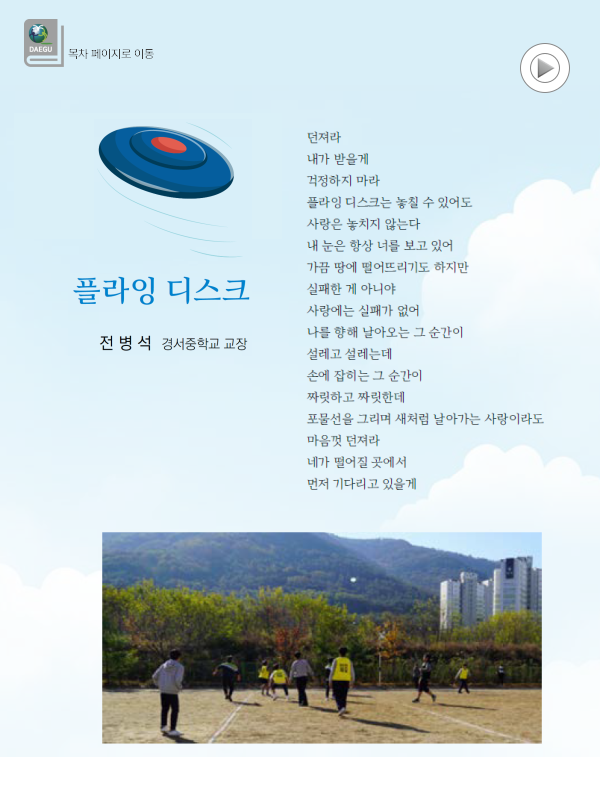 DAEGU
목차 페이지로 이동
플라잉 디스크
전 병 석 경서중학교 교장
던져라
내가 받을게
걱정하지 마라
플라잉 디스크는 놓칠 수 있어도
사랑은 놓치지 않는다
내 눈은 항상 너를 보고 있어
가끔 땅에 떨어뜨리기도 하지만
실패한 게 아니야
사랑에는 실패가 없어
나를 향해 날아오는 그 순간이
설레고 설레는데
손에 잡히는 그 순간이
짜릿하고 짜릿한데
포물선을 그리며 새처럼 날아가는 사랑이라도
마음껏 던져라
네가 떨어질 곳에서
먼저 기다리고 있을게